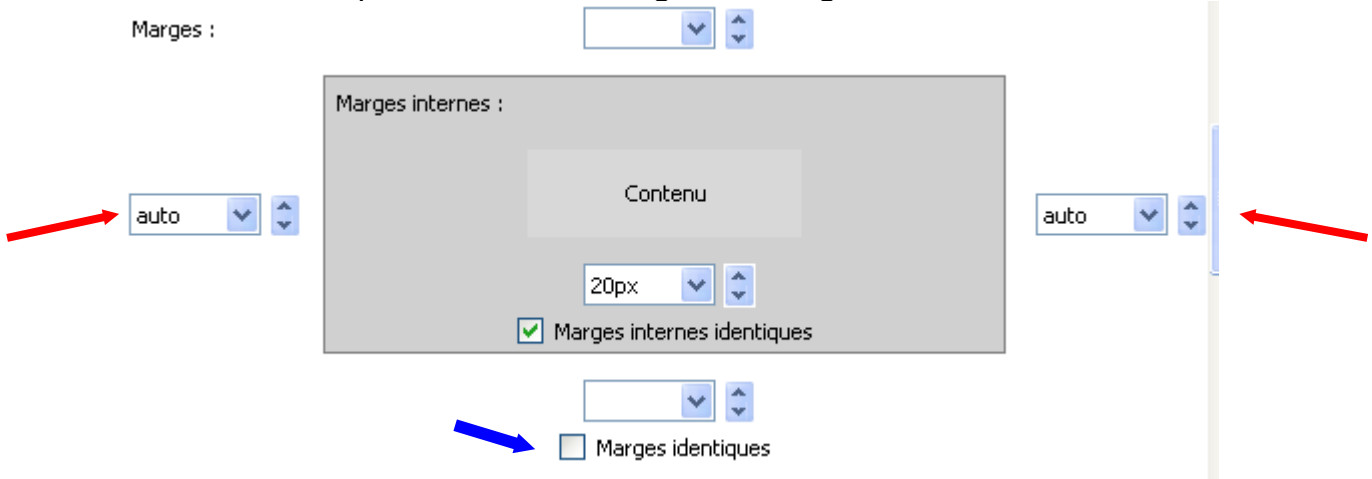 Marges :
Marges internes :
Contenu
auto
auto
20px
Marges internes identiques
Marges identiques